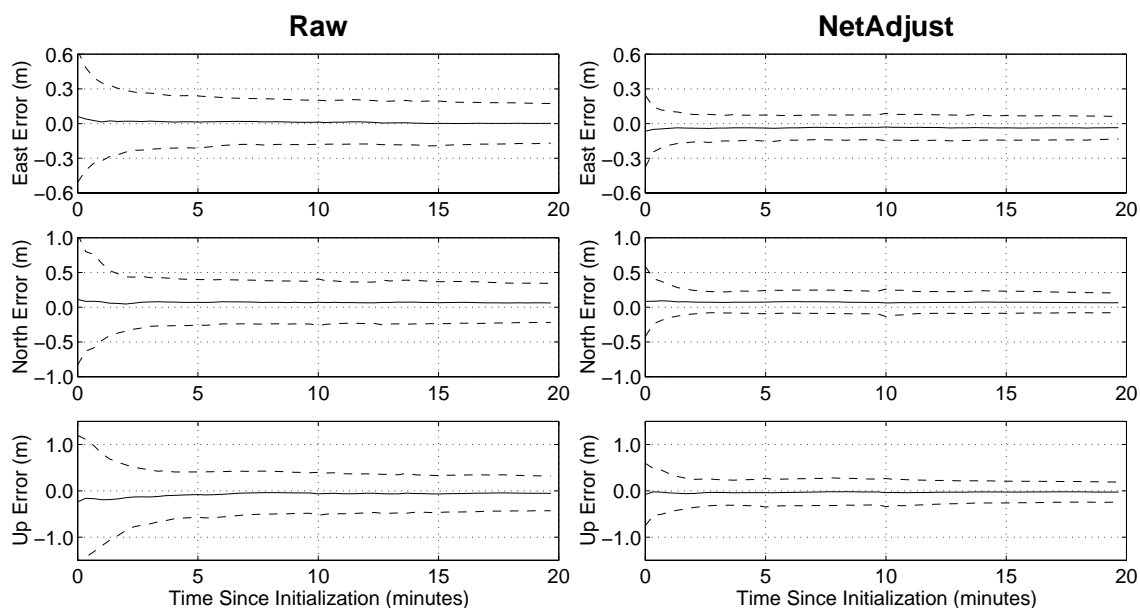 Raw
NetAdjust
East Error (m)
0.6
0.3
0.0
−0.3
−0.6
0 5 10 15 20
East Error (m)
0.6
0.3
0.0
−0.3
−0.6
0 5 10 15 20
North Error (m)
1.0
0.5
0.0
−0.5
−1.0
0 5 10 15 20
North Error (m)
1.0
0.5
0.0
−0.5
−1.0
0 5 10 15 20
Up Error (m)
1.0
0.0
−1.0
0 5 10 15 20
Time Since Initialization (minutes)
Up Error (m)
1.0
0.0
−1.0
0 5 10 15 20
Time Since Initialization (minutes)